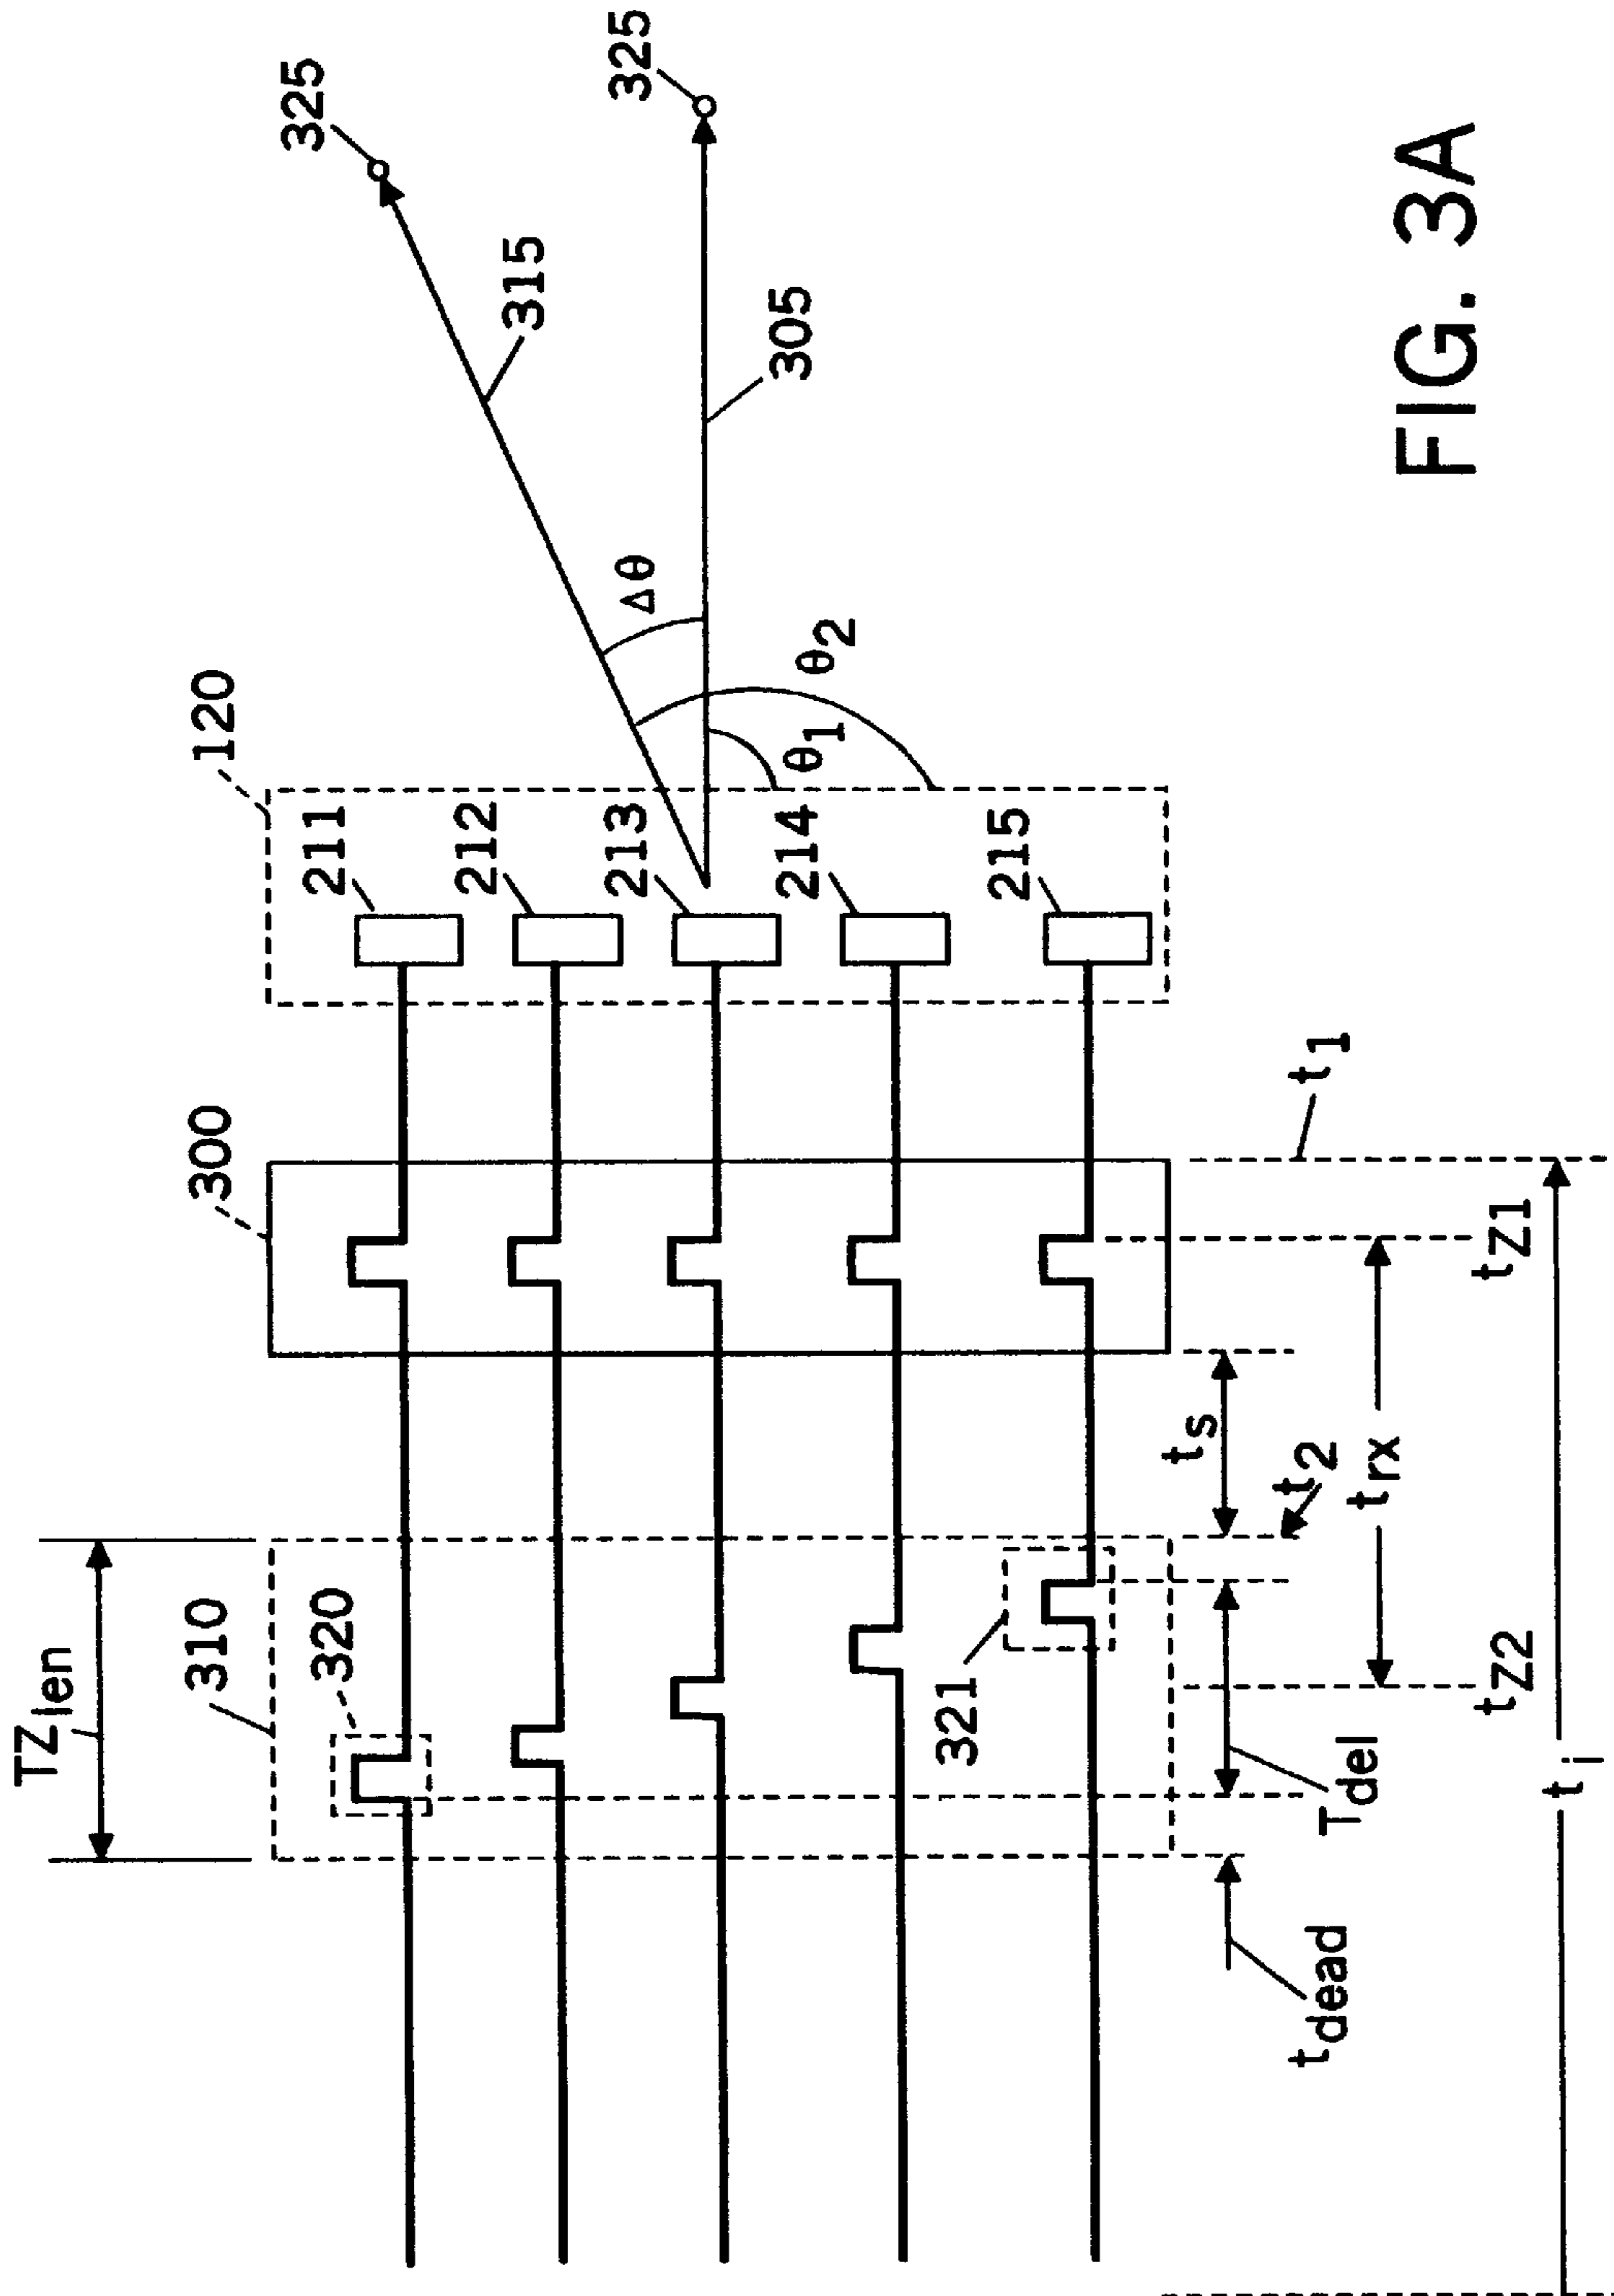 325
325
315
305
Δθ
θ2
θ1
120
211
212
213
214
215
300
t1
tZ1
ts
t2
trx
TZlen
310
320
321
tZ2
Tdel
ti
tdead
FIG. 3A